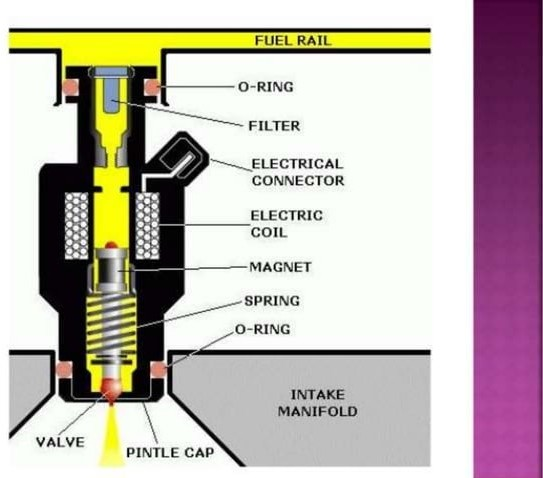 FUEL RAIL
O-RING
FILTER
ELECTRICAL
CONNECTOR
ELECTRIC
COIL
MAGNET
SPRING
O-RING
INTAKE
MANIFOLD
VALVE
PINTLE CAP